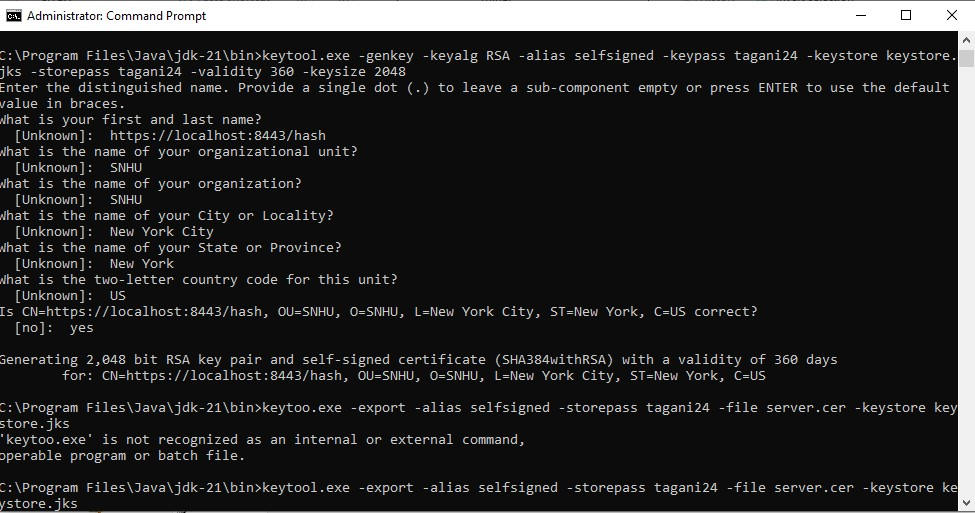 Administrator: Command Prompt
C:\Program Files\Java\jdk-21\bin>keytool.exe -genkey -keyalg RSA -alias selfsigned -keypass tagani24 -keystore keystore.
jks -storepass tagani24 -validity 360 -keysize 2048
Enter the distinguished name. Provide a single dot (.) to leave a sub-component empty or press ENTER to use the default
value in braces.
What is your first and last name?
[Unknown]:  https://localhost:8443/hash
What is the name of your organizational unit?
[Unknown]:  SNHU
What is the name of your organization?
[Unknown]:  SNHU
What is the name of your City or Locality?
[Unknown]:  New York City
What is the name of your State or Province?
[Unknown]:  New York
What is the two-letter country code for this unit?
[Unknown]:  US
Is CN=https://localhost:8443/hash, OU=SNHU, O=SNHU, L=New York City, ST=New York, C=US correct?
[no]:  yes
Generating 2,048 bit RSA key pair and self-signed certificate (SHA384withRSA) with a validity of 360 days
for: CN=https://localhost:8443/hash, OU=SNHU, O=SNHU, L=New York City, ST=New York, C=US
C:\Program Files\Java\jdk-21\bin>keytoo.exe -export -alias selfsigned -storepass tagani24 -file server.cer -keystore key
store.jks
'keytoo.exe' is not recognized as an internal or external command,
operable program or batch file.
C:\Program Files\Java\jdk-21\bin>keytool.exe -export -alias selfsigned -storepass tagani24 -file server.cer -keystore ke
ystore.jks